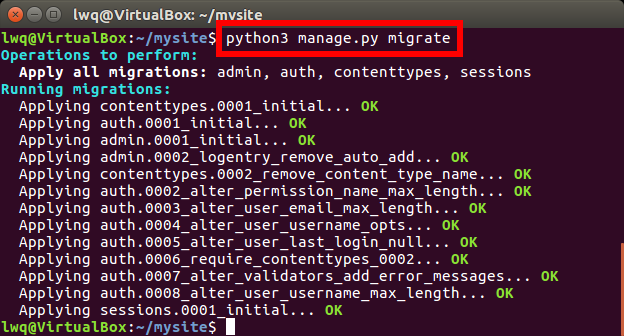 lwq@VirtualBox: ~/mysite
lwq@VirtualBox:~/mysite$ python3 manage.py migrate
Operations to perform:
  Apply all migrations: admin, auth, contenttypes, sessions
Running migrations:
  Applying contenttypes.0001_initial... OK
  Applying auth.0001_initial... OK
  Applying admin.0001_initial... OK
  Applying admin.0002_logentry_remove_auto_add... OK
  Applying contenttypes.0002_remove_content_type_name... OK
  Applying auth.0002_alter_permission_name_max_length... OK
  Applying auth.0003_alter_user_email_max_length... OK
  Applying auth.0004_alter_user_username_opts... OK
  Applying auth.0005_alter_user_last_login_null... OK
  Applying auth.0006_require_contenttypes_0002... OK
  Applying auth.0007_alter_validators_add_error_messages... OK
  Applying auth.0008_alter_user_username_max_length... OK
  Applying sessions.0001_initial... OK
lwq@VirtualBox:~/mysite$